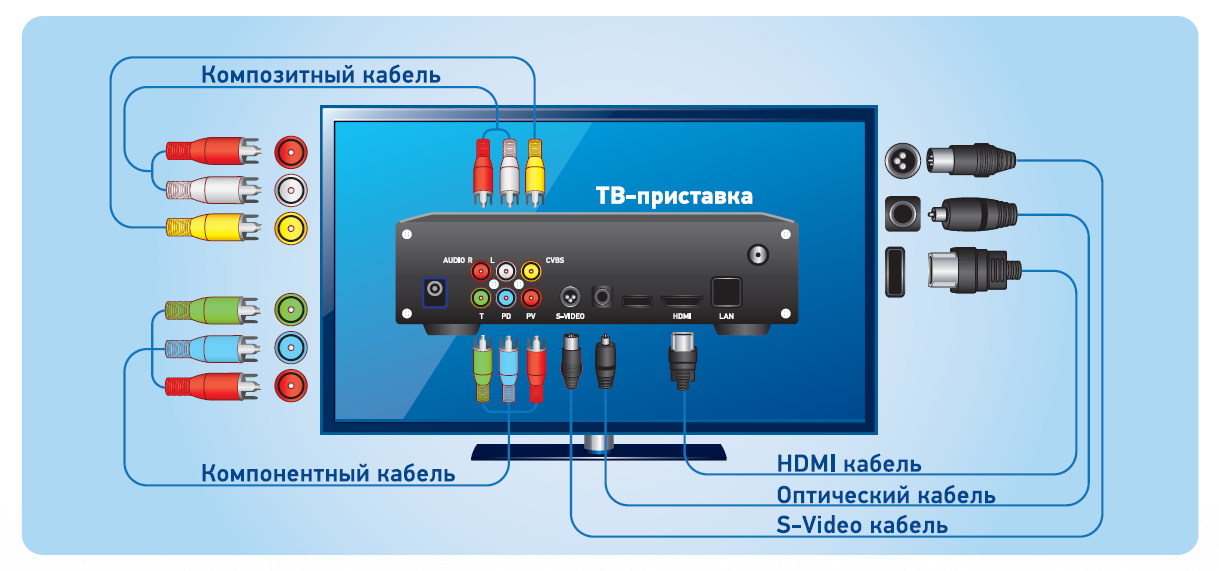 Композитный кабель
ТВ-приставка
AUDIO R L CVBS
T PD PV S-VIDEO HDMI LAN
Компонентный кабель
HDMI кабель
Оптический кабель
S-Video кабель